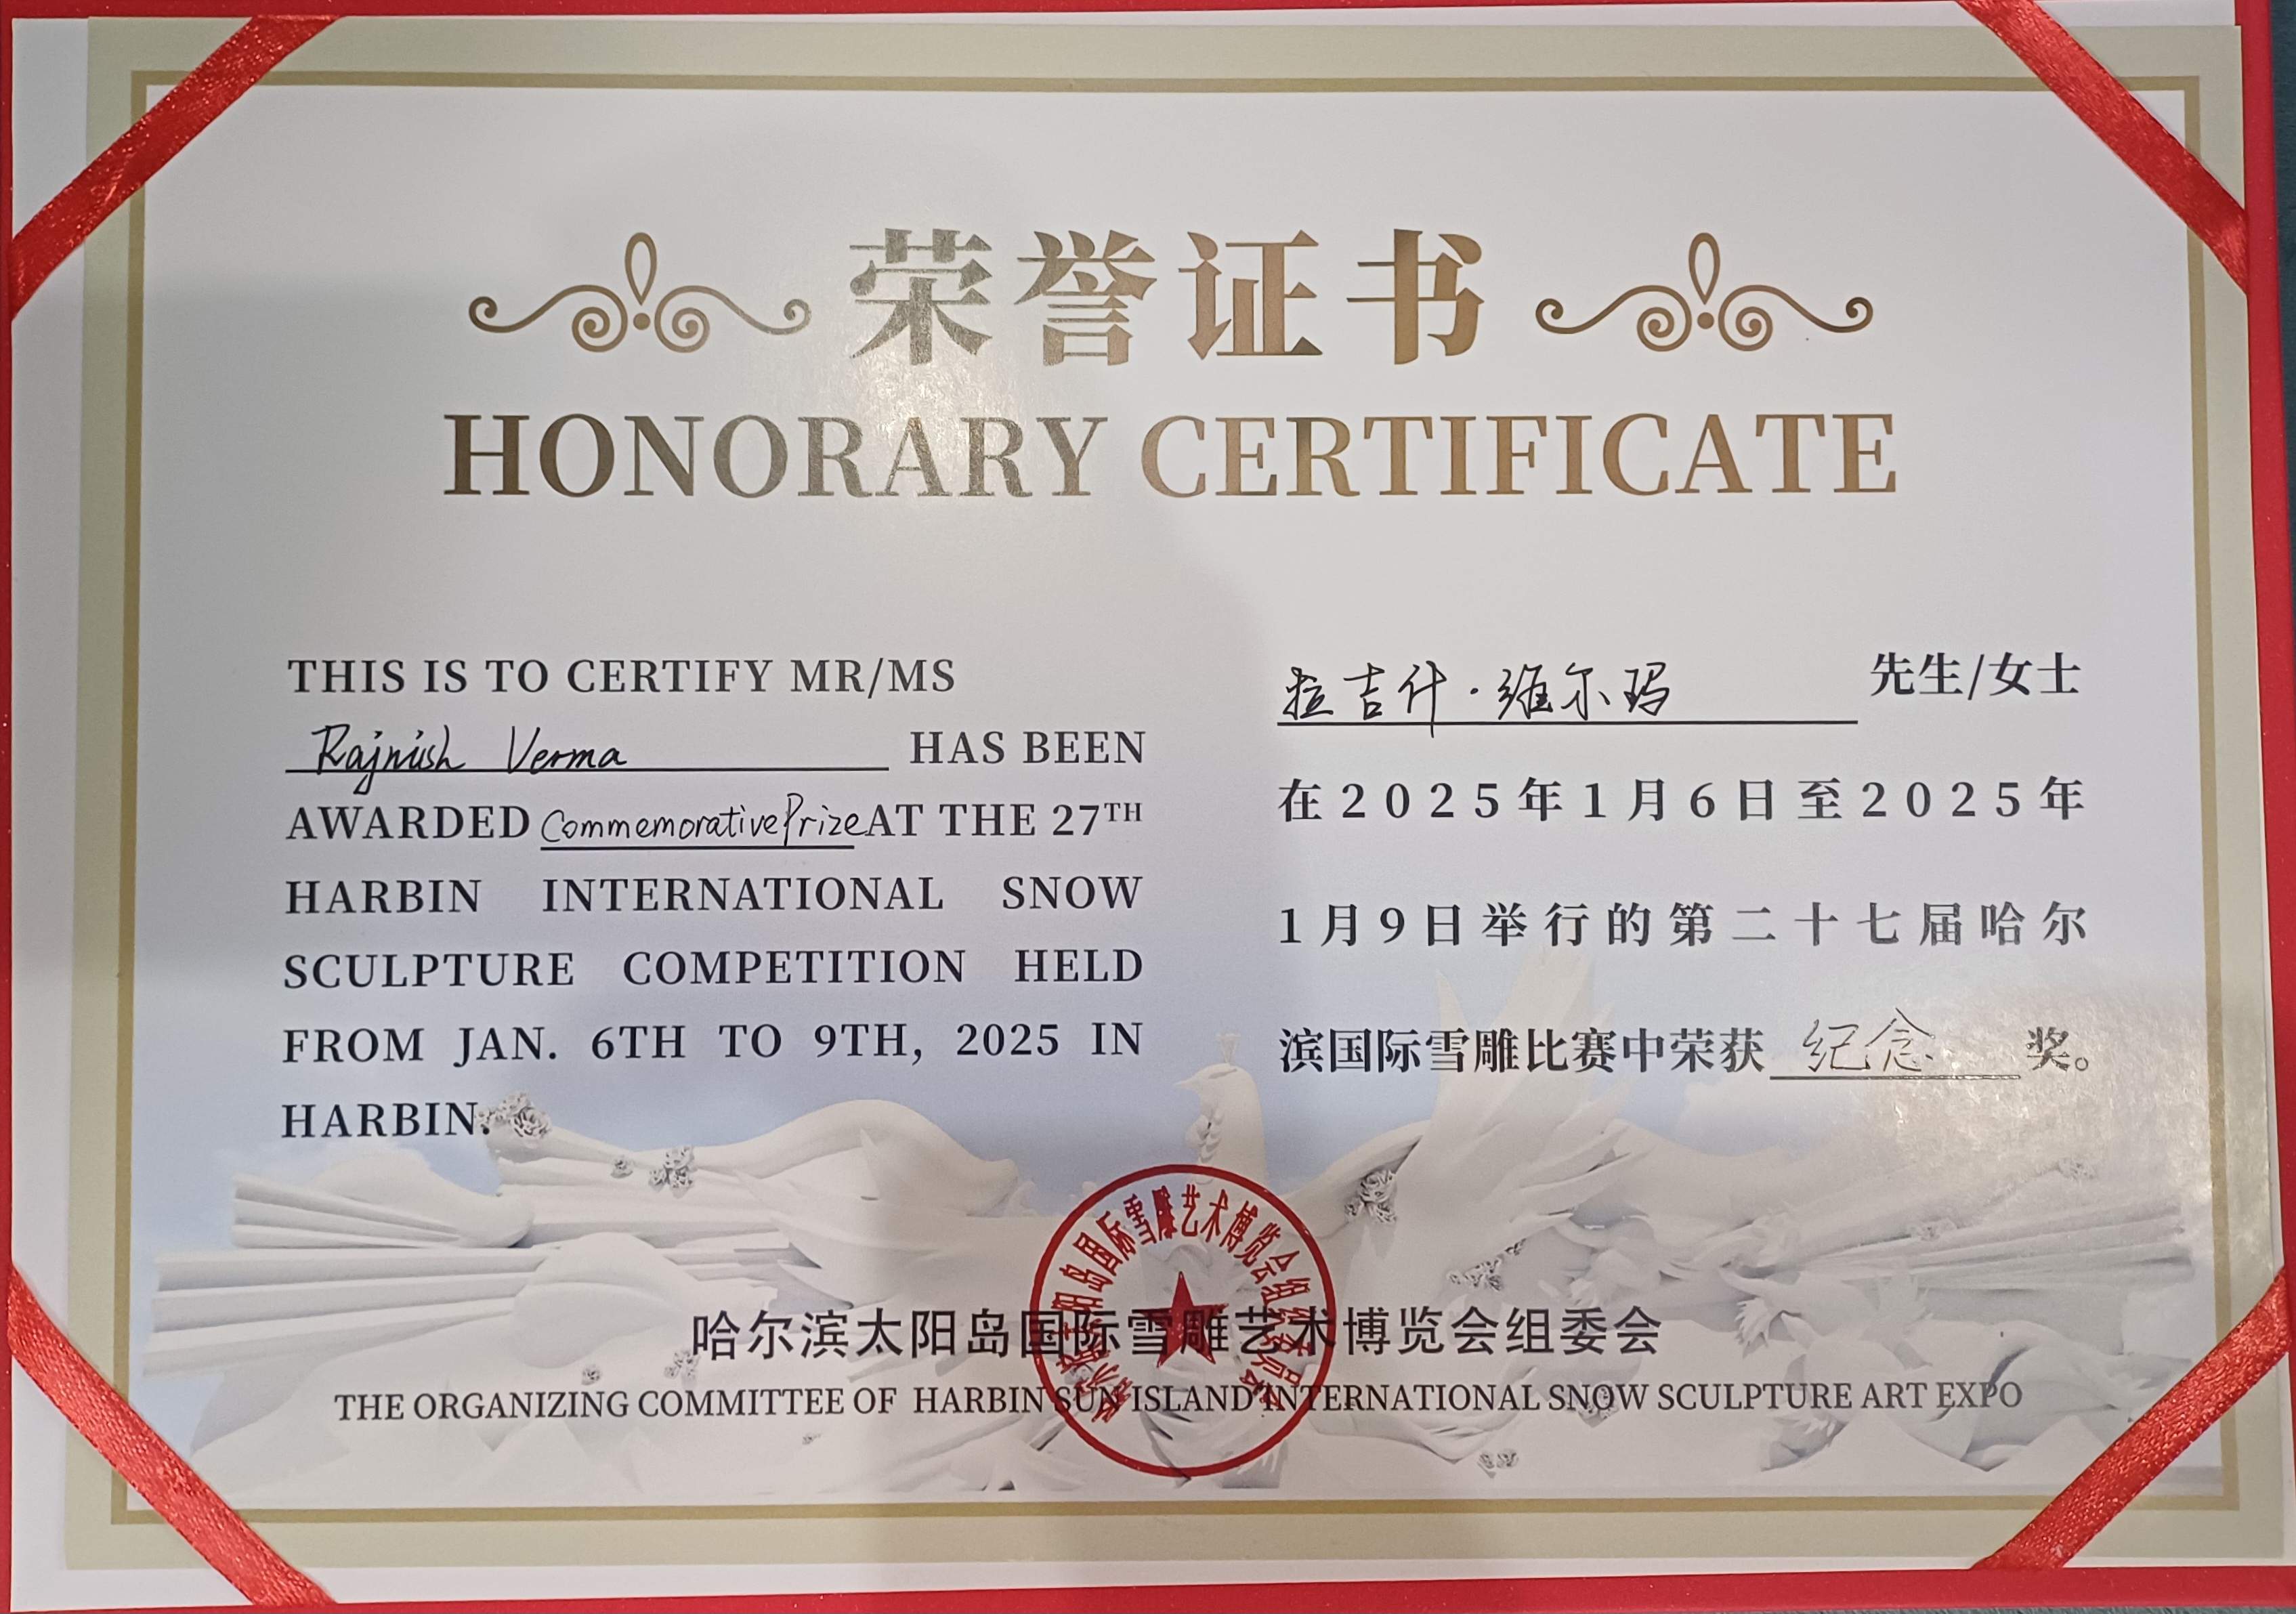 荣誉证书
HONORARY CERTIFICATE
THIS IS TO CERTIFY MR/MS
Rajnish Verma HAS BEEN
AWARDED Commemorative Prize AT THE 27TH
HARBIN INTERNATIONAL SNOW
SCULPTURE COMPETITION HELD
FROM JAN. 6TH TO 9TH, 2025 IN
HARBIN.
拉吉什·维尔玛 先生/女士
在2025年1月6日至2025年
1月9日举行的第二十七届哈尔
滨国际雪雕比赛中荣获 纪念 奖。
哈尔滨太阳岛国际雪雕艺术博览会组委会
THE ORGANIZING COMMITTEE OF HARBIN SUN ISLAND INTERNATIONAL SNOW SCULPTURE ART EXPO
哈尔滨太阳岛国际雪雕艺术博览会组织委员会